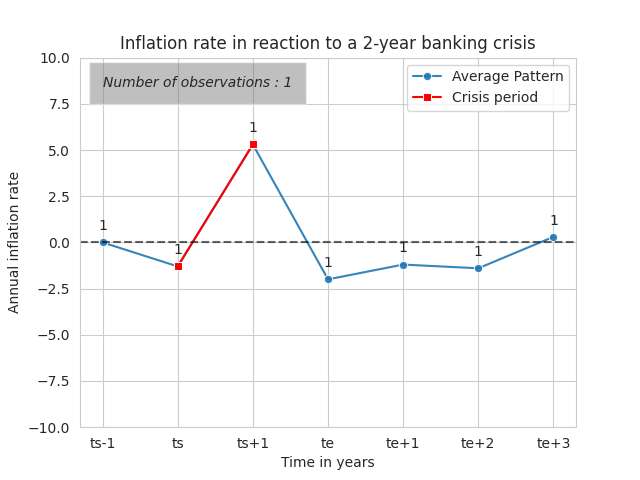 Inflation rate in reaction to a 2-year banking crisis
Number of observations : 1
Average Pattern
Crisis period
Annual inflation rate
10.0
7.5
5.0
2.5
0.0
−2.5
−5.0
−7.5
−10.0
1
1
1
1
1
1
1
ts-1 ts ts+1 te te+1 te+2 te+3
Time in years